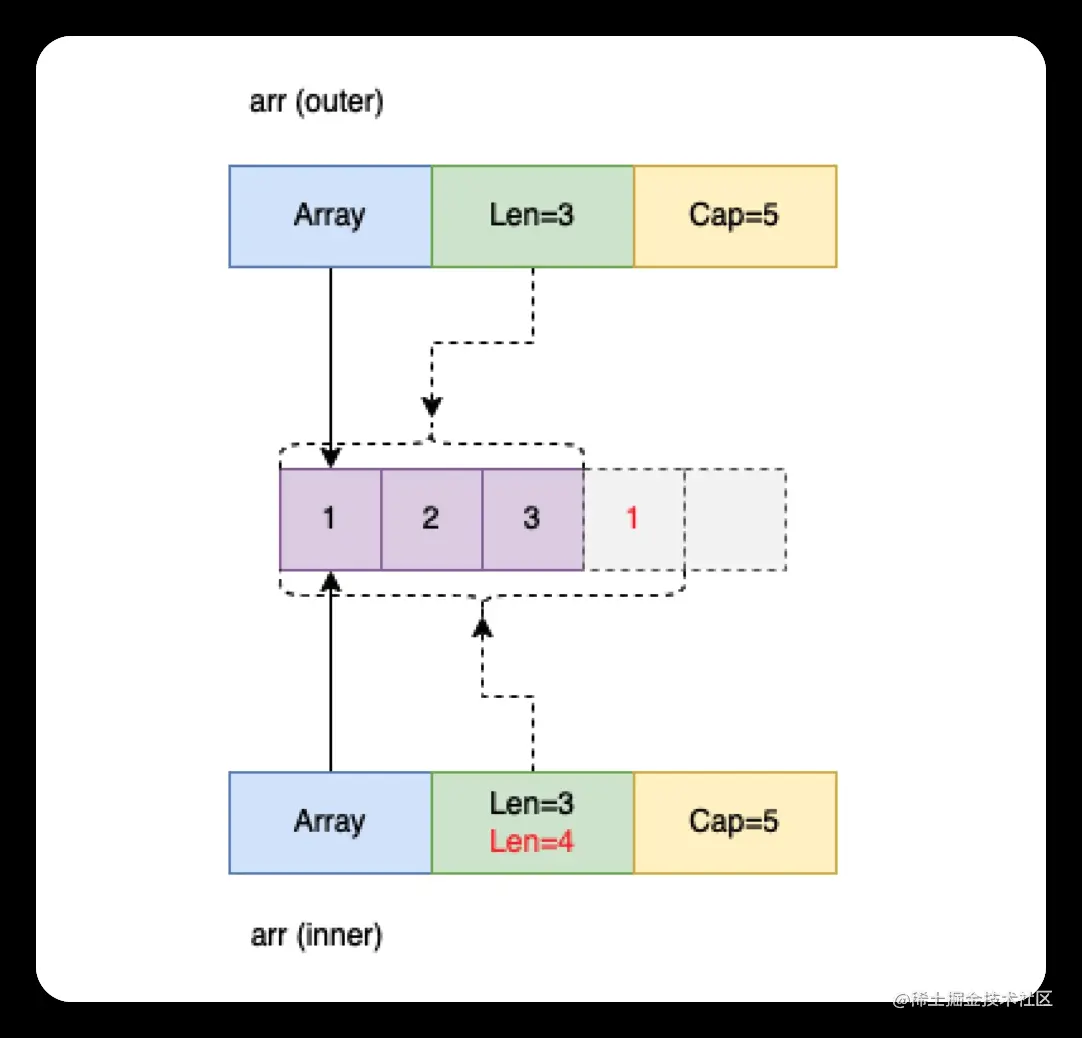 arr (outer)
Array Len=3 Cap=5
1 2 3 1
Array Len=3 Cap=5
Len=4
arr (inner)
@稀土掘金技术社区